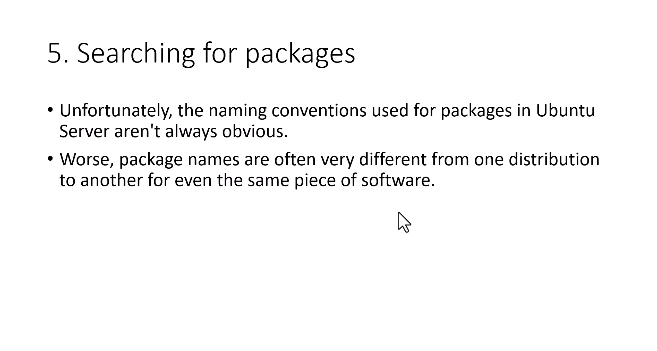 5. Searching for packages
• Unfortunately, the naming conventions used for packages in Ubuntu
Server aren't always obvious.
• Worse, package names are often very different from one distribution
to another for even the same piece of software.